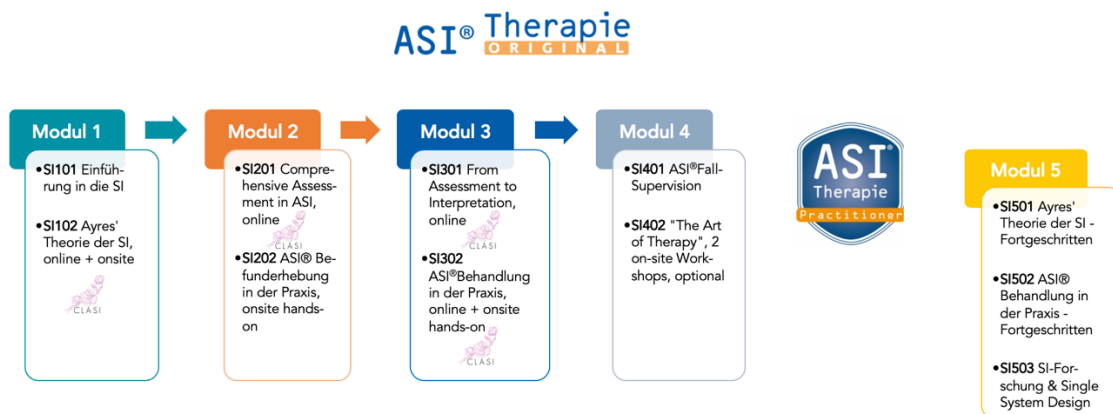 ASI® Therapie
ORIGINAL
Modul 1
•SI101 Einfüh-
rung in die SI
•SI102 Ayres'
Theorie der SI,
online + onsite
CLASI
Modul 2
•SI201 Compre-
hensive Assess-
ment in ASI,
online
CLASI
•SI202 ASI® Be-
funderhebung
in der Praxis,
onsite hands-
on
Modul 3
•SI301 From
Assessment to
Interpretation,
online
CLASI
•SI302
ASI®Behandlung
in der Praxis,
online + onsite
hands-on
CLASI
Modul 4
•SI401 ASI®Fall-
Supervision
•SI402 "The Art
of Therapy", 2
on-site Work-
shops, optional
ASI®
Therapie
Practitioner
Modul 5
•SI501 Ayres'
Theorie der SI -
Fortgeschritten
•SI502 ASI®
Behandlung in
der Praxis -
Fortgeschritten
•SI503 SI-For-
schung & Single
System Design